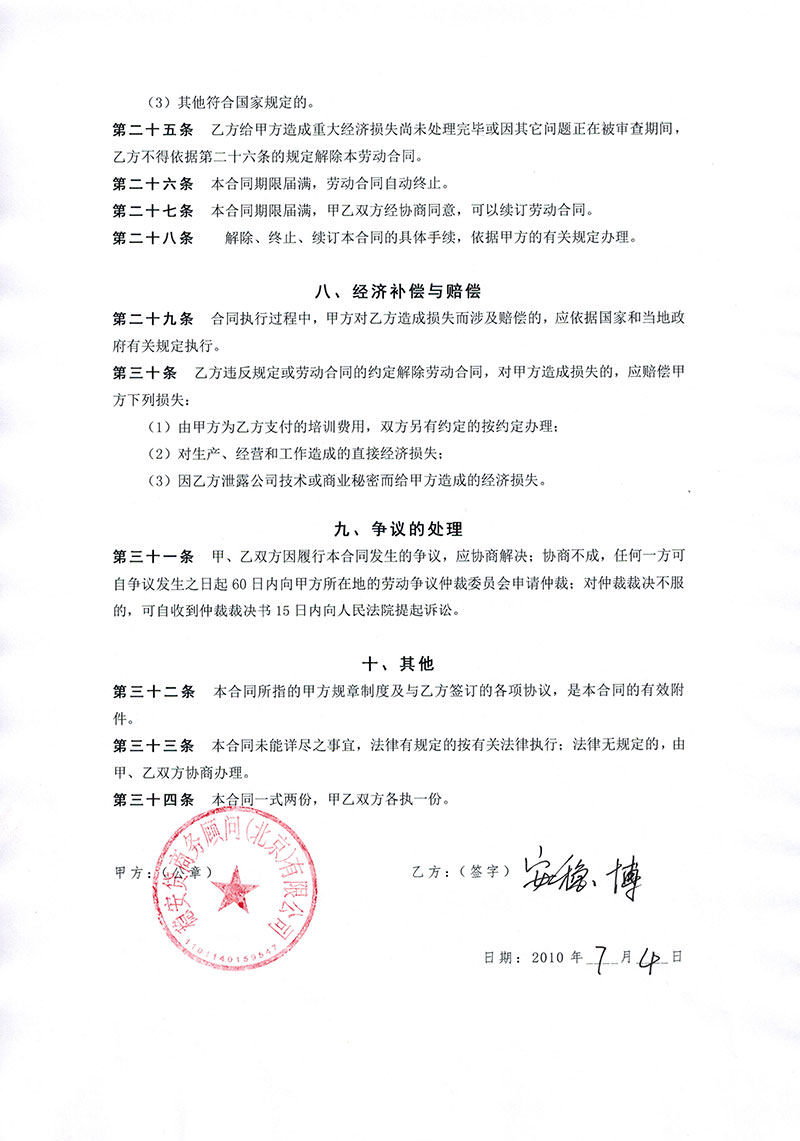 （3）其他符合国家规定的。
第二十五条 乙方给甲方造成重大经济损失尚未处理完毕或因其它问题正在被审查期间，
乙方不得依据第二十六条的规定解除本劳动合同。
第二十六条 本合同期限届满，劳动合同自动终止。
第二十七条 本合同期限届满，甲乙双方经协商同意，可以续订劳动合同。
第二十八条 解除、终止、续订本合同的具体手续，依据甲方的有关规定办理。
八、经济补偿与赔偿
第二十九条 合同执行过程中，甲方对乙方造成损失而涉及赔偿的，应依据国家和当地政
府有关规定执行。
第三十条 乙方违反规定或劳动合同的约定解除劳动合同，对甲方造成损失的，应赔偿甲
方下列损失：
（1）由甲方为乙方支付的培训费用，双方另有约定的按约定办理；
（2）对生产、经营和工作造成的直接经济损失；
（3）因乙方泄露公司技术或商业秘密而给甲方造成的经济损失。
九、争议的处理
第三十一条 甲、乙双方因履行本合同发生的争议，应协商解决；协商不成，任何一方可
自争议发生之日起 60 日内向甲方所在地的劳动争议仲裁委员会申请仲裁；对仲裁裁决不服
的，可自收到仲裁裁决书 15 日内向人民法院提起诉讼。
十、其他
第三十二条 本合同所指的甲方规章制度及与乙方签订的各项协议，是本合同的有效附
件。
第三十三条 本合同未能详尽之事宜，法律有规定的按有关法律执行；法律无规定的，由
甲、乙双方协商办理。
第三十四条 本合同一式两份，甲乙双方各执一份。
甲方：（公章）
安货商务顾问(北京)有限公司
1101140159547
乙方：（签字）安稳博
日期：2010 年 7 月 4 日